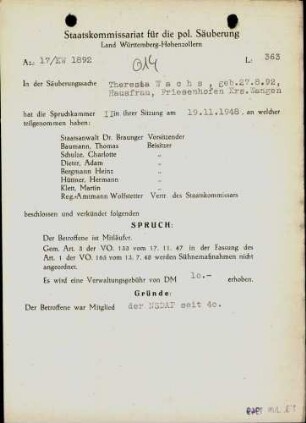 Staatskommissariat für die pol. Säuberung
Land Württemberg-Hohenzollern
Az: 17/KW 1892
014
L: 363
In der Säuberungssache Theresia Wachs, geb.27.8.92,
Hausfrau, Friesenhofen Krs.Wangen
hat die Spruchkammer II in ihrer Sitzung am 19.11.1948. an welcher
teilgenommen haben:
Staatsanwalt Dr. Braunger Vorsitzender
Baumann, Thomas Beisitzer
Schulze, Charlotte "
Dieter, Adam "
Bergmann Heinz "
Hüttner, Hermann "
Klett, Martin "
Reg.-Amtmann Wolfstetter Vertr. des Staatskommissars
beschlossen und verkündet folgenden
SPRUCH:
Der Betroffene ist Mitläufer.
Gem. Art. 1 der VO. 133 vom 17. 11. 47 in der Fassung des
Art. 1 der VO. 165 vom 13. 7. 48 werden Sühnemaßnahmen nicht
angeordnet.
Es wird eine Verwaltungsgebühr von DM 10.- erhoben.
Gründe:
Der Betroffene war Mitglied der NSDAP seit 40.